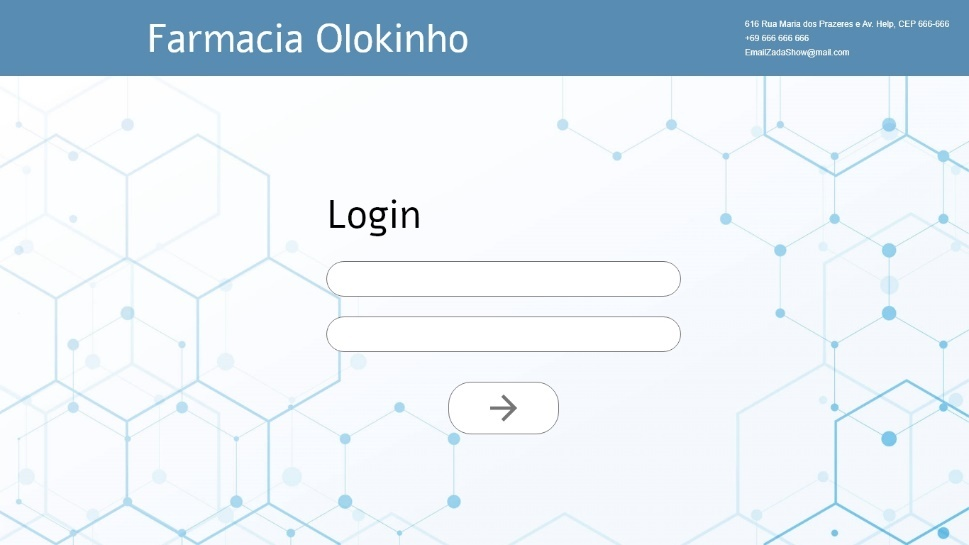 Farmacia Olokinho
616 Rua Maria dos Prazeres e Av. Help, CEP 666-666
+69 666 666 666
EmailZadaShow@mail.com
Login